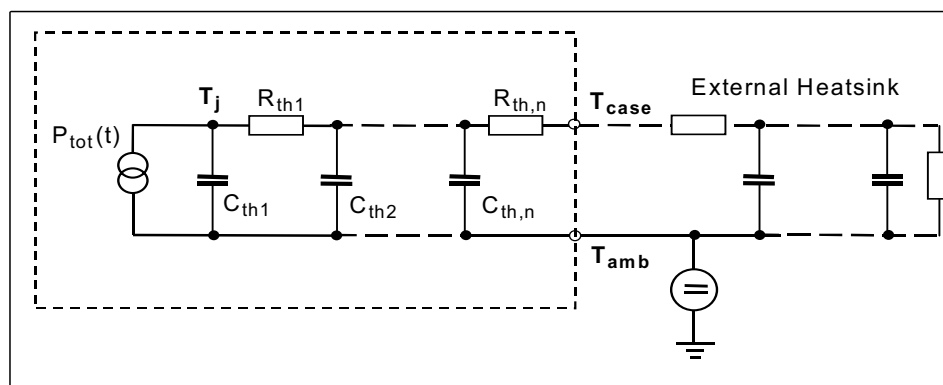 External Heatsink
T_j R_th1 R_th,n T_case
P_tot(t)
C_th1 C_th2 C_th,n
T_amb